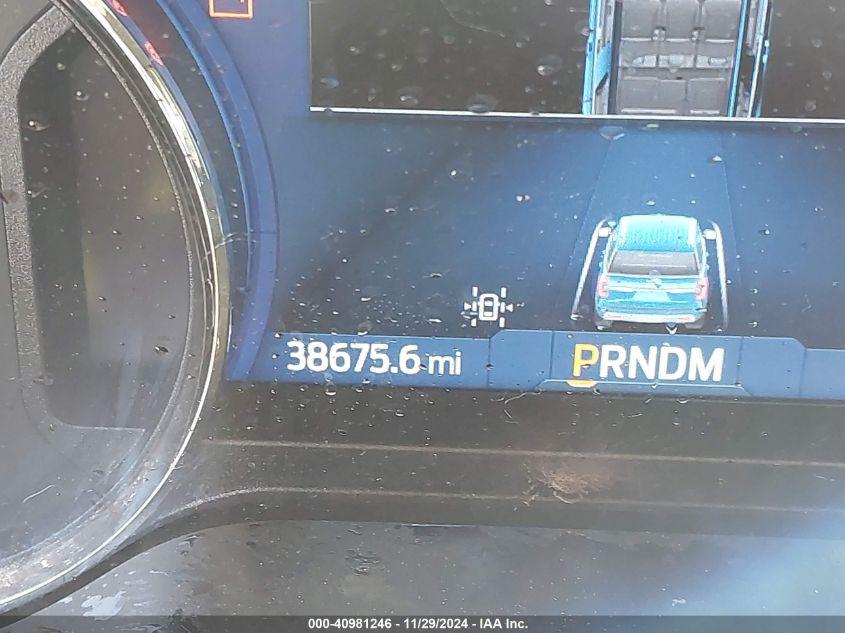 38675.6 mi PRNDM
000-40981246 - 11/29/2024 - IAA Inc.